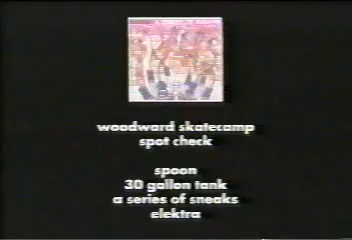 woodward skatecamp
spot check
spoon
30 gallon tank
a series of sneaks
elektra